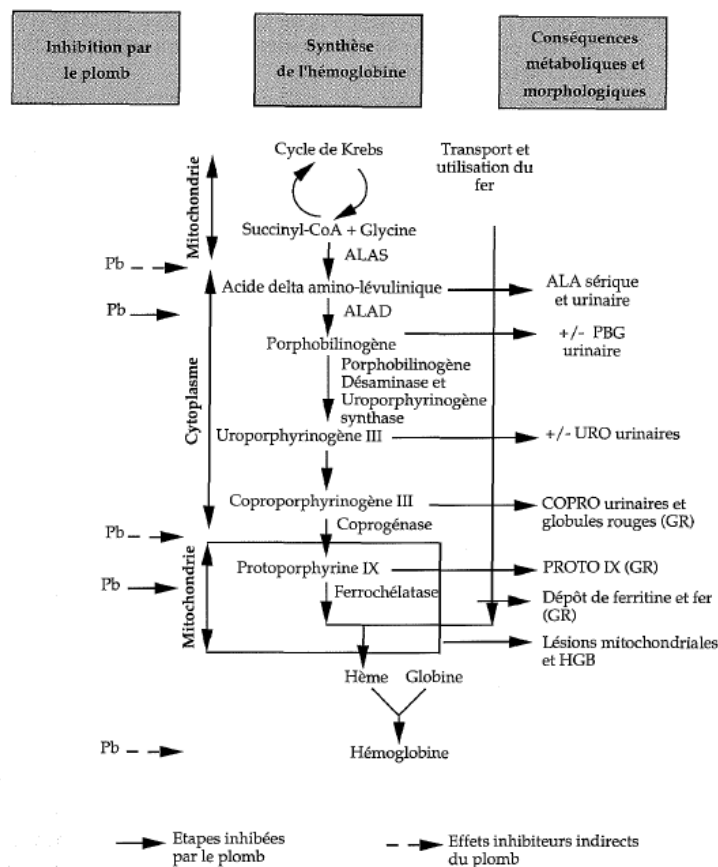 Inhibition par
le plomb
Synthèse
de l'hémoglobine
Conséquences
métaboliques et
morphologiques
Cycle de Krebs
Transport et
utilisation du
fer
Mitochondrie
Succinyl-CoA + Glycine
ALAS
Pb
Acide delta amino-lévulinique
ALA sérique
et urinaire
Pb
ALAD
Porphobilinogène
+/- PBG
urinaire
Porphobilinogène
Désaminase et
Uroporphyrinogène
synthase
Cytoplasme
Uroporphyrinogène III
+/- URO urinaires
Coproporphyrinogène III
COPRO urinaires et
globules rouges (GR)
Coprogénase
Pb
Mitochondrie
Protoporphyrine IX
PROTO IX (GR)
Pb
Ferrochélatase
Dépôt de ferritine et fer
(GR)
Lésions mitochondriales
et HGB
Hème Globine
Pb
Hémoglobine
Etapes inhibées
par le plomb
Effets inhibiteurs indirects
du plomb